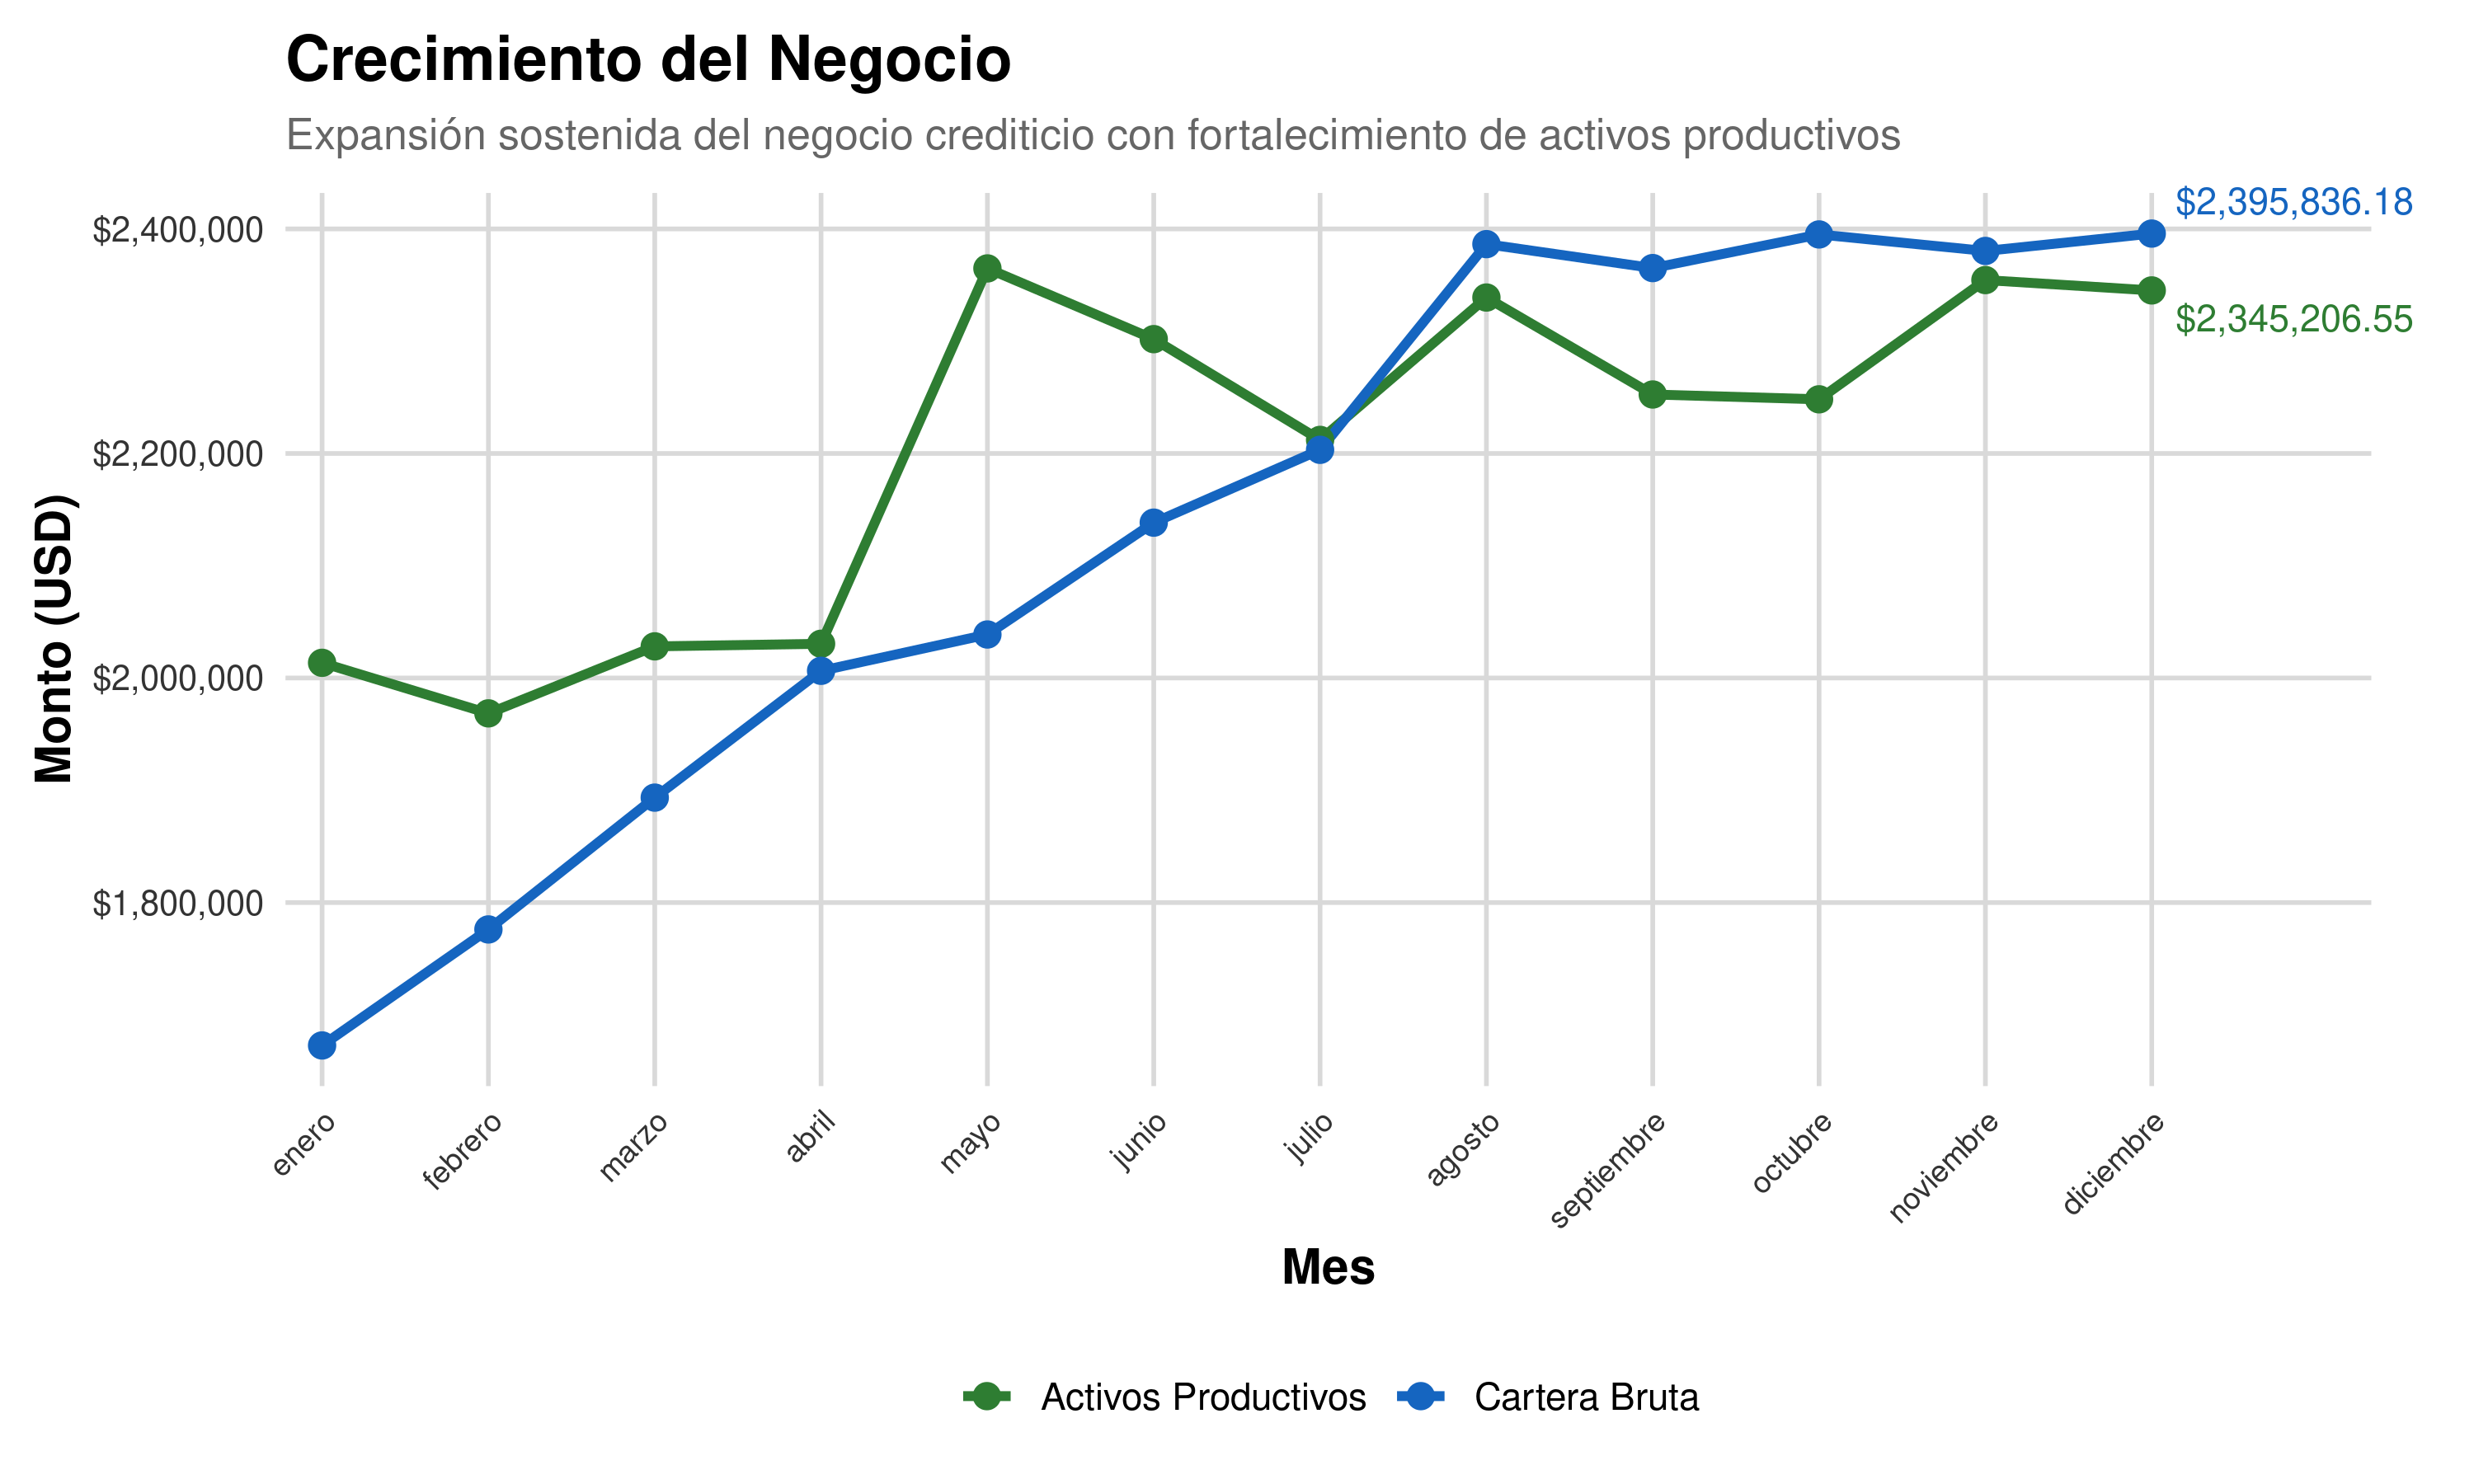 Crecimiento del Negocio
Expansión sostenida del negocio crediticio con fortalecimiento de activos productivos
$2,395,836.18
$2,400,000
$2,345,206.55
$2,200,000
$2,000,000
$1,800,000
Monto (USD)
enero
febrero
marzo
abril
mayo
junio
julio
agosto
septiembre
octubre
noviembre
diciembre
Mes
Activos Productivos
Cartera Bruta